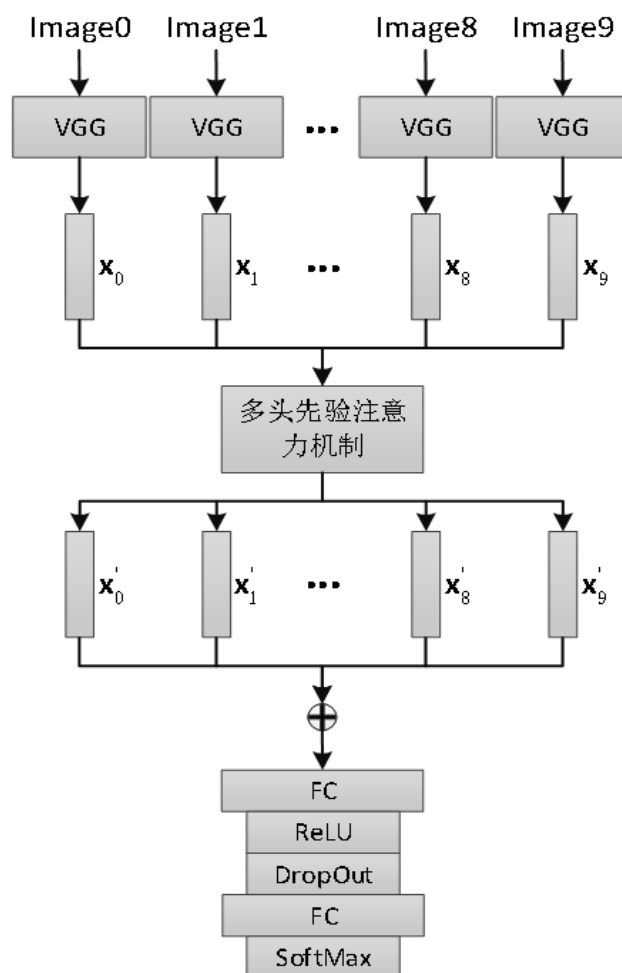 Image0 Image1 Image8 Image9
VGG VGG ... VGG VGG
x0 x1 ... x8 x9
多头先验注意
力机制
x'0 x'1 ... x'8 x'9
FC
ReLU
DropOut
FC
SoftMax